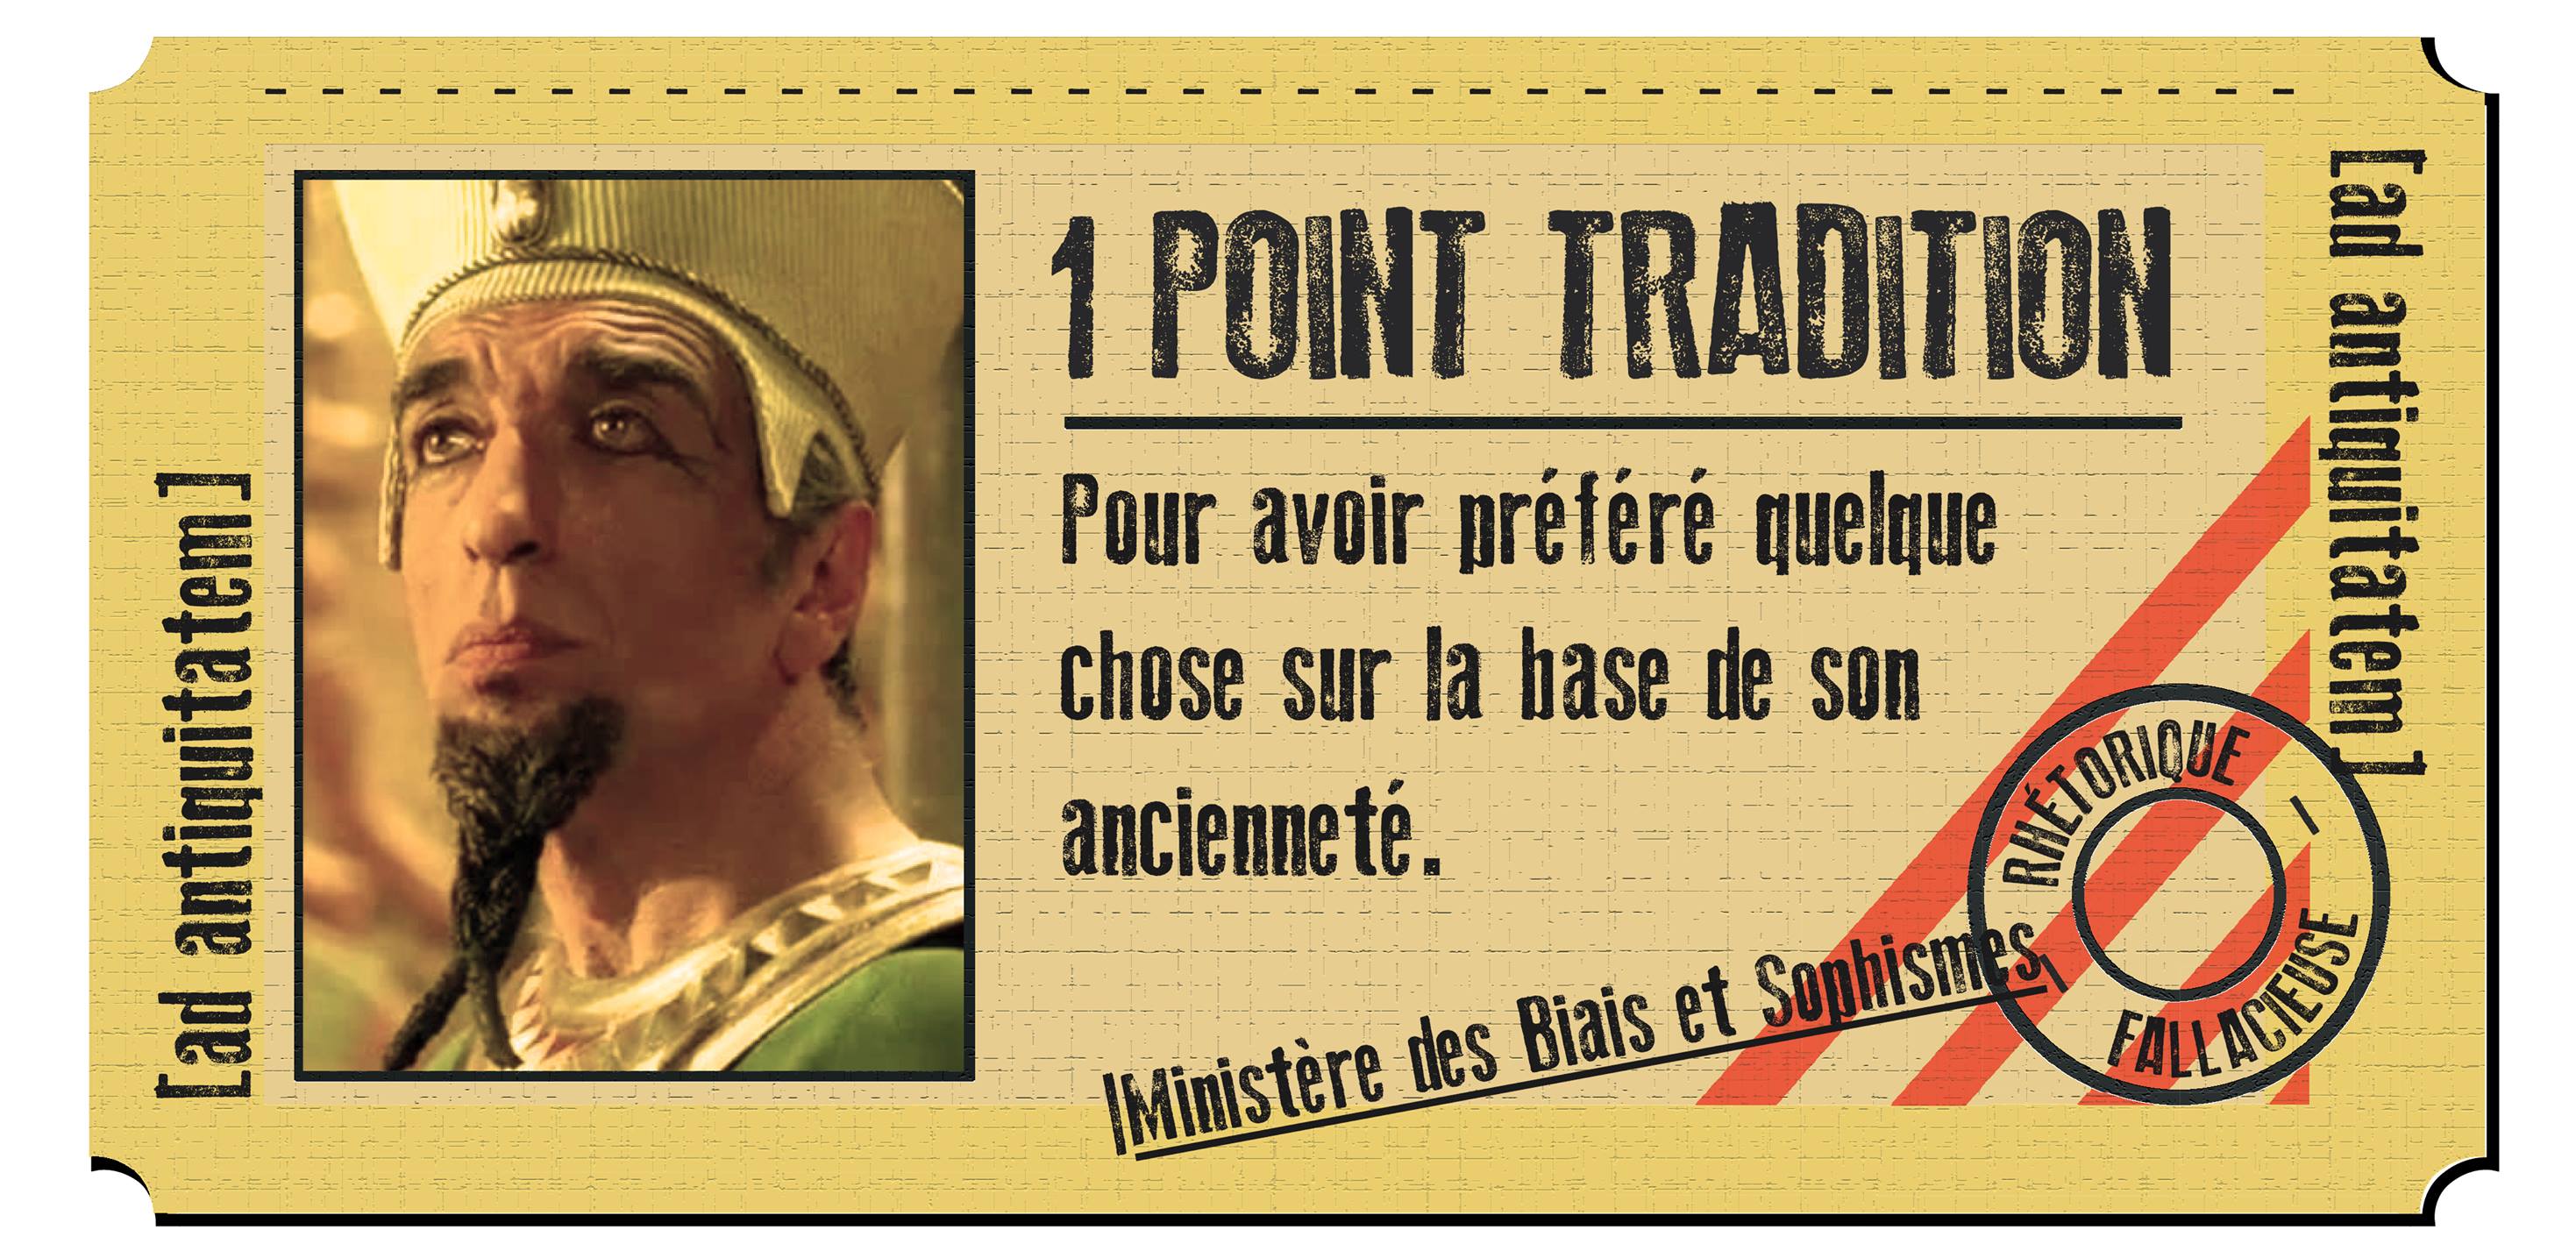 [ad antiquitatem]
1 POINT TRADITION
Pour avoir préféré quelque
chose sur la base de son
ancienneté.
|Ministère des Biais et Sophismes|
RHÉTORIQUE
FALLACIEUSE
[ad antiquitatem]